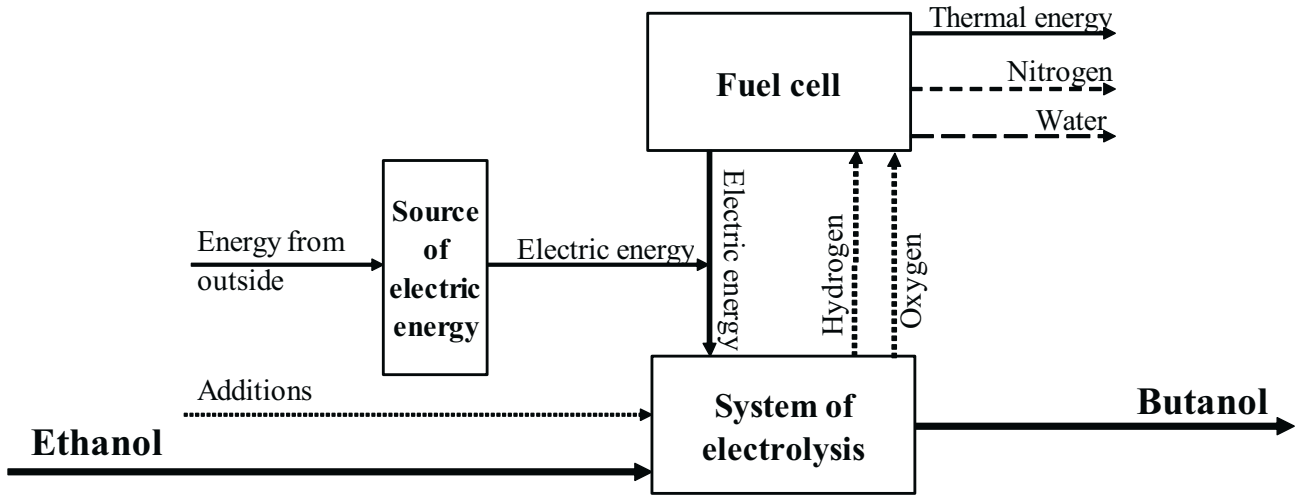 Thermal energy
Fuel cell
Nitrogen
Water
Source
of
electric
energy
Energy from
outside
Electric energy
Electric energy
Hydrogen
Oxygen
Additions
Ethanol
System of
electrolysis
Butanol